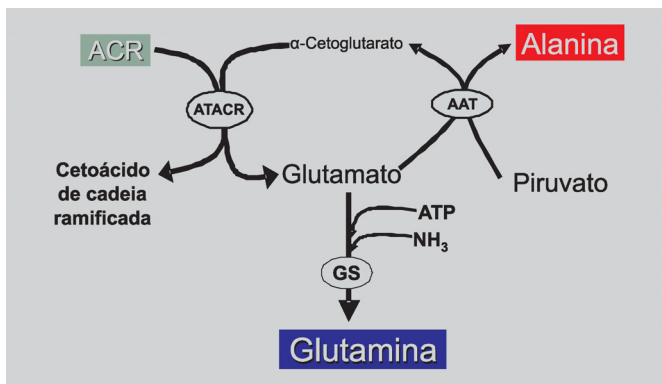 ACR
α-Cetoglutarato
Alanina
ATACR
AAT
Cetoácido
de cadeia
ramificada
Glutamato
Piruvato
ATP
NH₃
GS
Glutamina